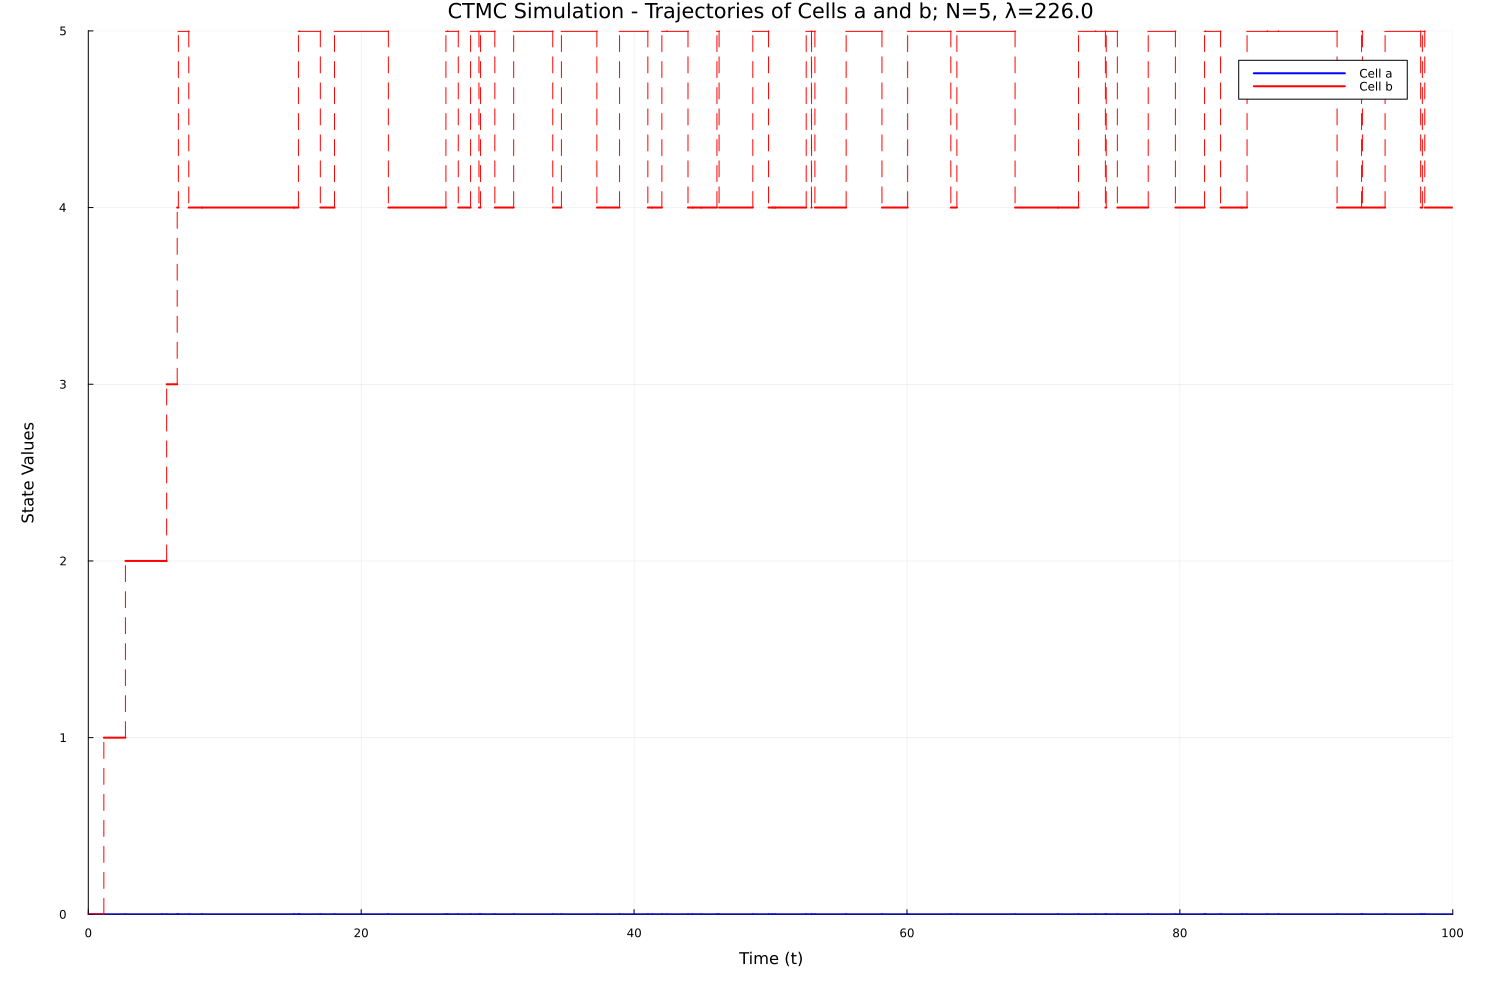 CTMC Simulation - Trajectories of Cells a and b; N=5, λ=226.0
5
Cell a
Cell b
4
3
State Values
2
1
0
0 20 40 60 80 100
Time (t)